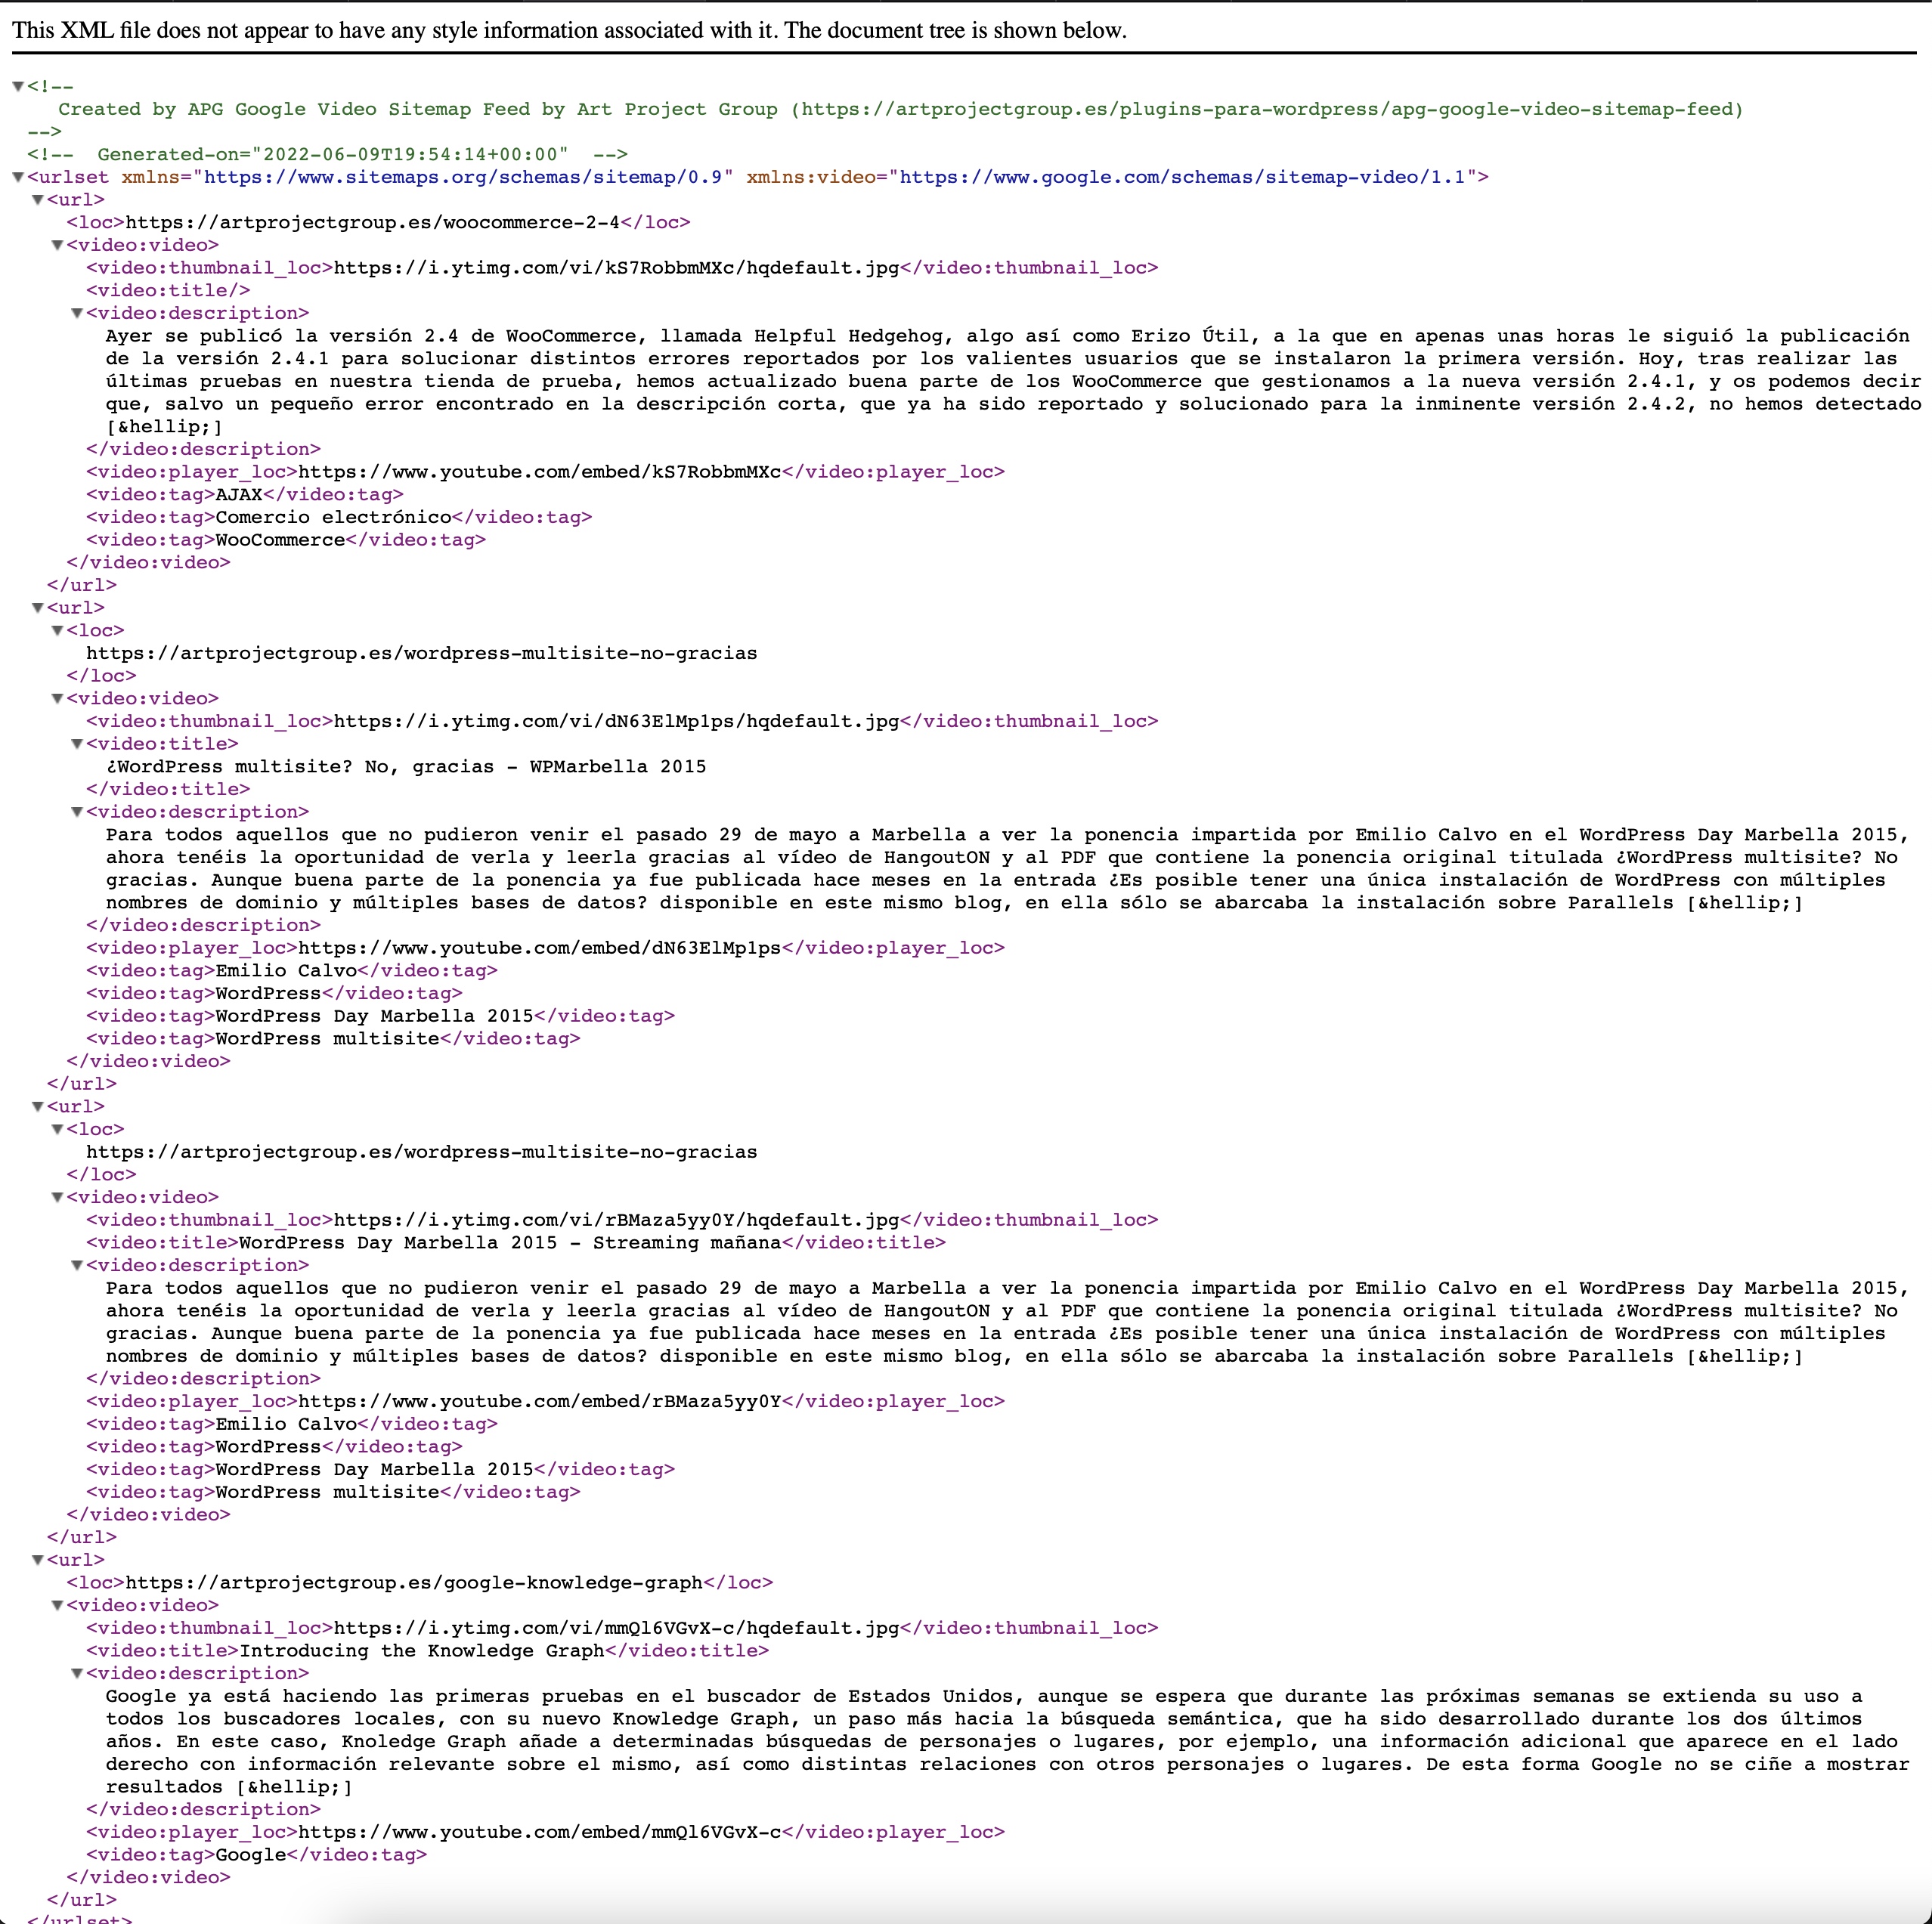 This XML file does not appear to have any style information associated with it. The document tree is shown below.
▼<!--
Created by APG Google Video Sitemap Feed by Art Project Group (https://artprojectgroup.es/plugins-para-wordpress/apg-google-video-sitemap-feed)
-->
<!-- Generated-on="2022-06-09T19:54:14+00:00" -->
▼<urlset xmlns="https://www.sitemaps.org/schemas/sitemap/0.9" xmlns:video="https://www.google.com/schemas/sitemap-video/1.1">
▼<url>
<loc>https://artprojectgroup.es/woocommerce-2-4</loc>
▼<video:video>
<video:thumbnail_loc>https://i.ytimg.com/vi/kS7RobbmMXc/hqdefault.jpg</video:thumbnail_loc>
<video:title/>
▼<video:description>
Ayer se publicó la versión 2.4 de WooCommerce, llamada Helpful Hedgehog, algo así como Erizo Útil, a la que en apenas unas horas le siguió la publicación
de la versión 2.4.1 para solucionar distintos errores reportados por los valientes usuarios que se instalaron la primera versión. Hoy, tras realizar las
últimas pruebas en nuestra tienda de prueba, hemos actualizado buena parte de los WooCommerce que gestionamos a la nueva versión 2.4.1, y os podemos decir
que, salvo un pequeño error encontrado en la descripción corta, que ya ha sido reportado y solucionado para la inminente versión 2.4.2, no hemos detectado
[&hellip;]
</video:description>
<video:player_loc>https://www.youtube.com/embed/kS7RobbmMXc</video:player_loc>
<video:tag>AJAX</video:tag>
<video:tag>Comercio electrónico</video:tag>
<video:tag>WooCommerce</video:tag>
</video:video>
</url>
▼<url>
▼<loc>
https://artprojectgroup.es/wordpress-multisite-no-gracias
</loc>
▼<video:video>
<video:thumbnail_loc>https://i.ytimg.com/vi/dN63ElMp1ps/hqdefault.jpg</video:thumbnail_loc>
▼<video:title>
¿WordPress multisite? No, gracias - WPMarbella 2015
</video:title>
▼<video:description>
Para todos aquellos que no pudieron venir el pasado 29 de mayo a Marbella a ver la ponencia impartida por Emilio Calvo en el WordPress Day Marbella 2015,
ahora tenéis la oportunidad de verla y leerla gracias al vídeo de HangoutON y al PDF que contiene la ponencia original titulada ¿WordPress multisite? No
gracias. Aunque buena parte de la ponencia ya fue publicada hace meses en la entrada ¿Es posible tener una única instalación de WordPress con múltiples
nombres de dominio y múltiples bases de datos? disponible en este mismo blog, en ella sólo se abarcaba la instalación sobre Parallels [&hellip;]
</video:description>
<video:player_loc>https://www.youtube.com/embed/dN63ElMp1ps</video:player_loc>
<video:tag>Emilio Calvo</video:tag>
<video:tag>WordPress</video:tag>
<video:tag>WordPress Day Marbella 2015</video:tag>
<video:tag>WordPress multisite</video:tag>
</video:video>
</url>
▼<url>
▼<loc>
https://artprojectgroup.es/wordpress-multisite-no-gracias
</loc>
▼<video:video>
<video:thumbnail_loc>https://i.ytimg.com/vi/rBMaza5yy0Y/hqdefault.jpg</video:thumbnail_loc>
<video:title>WordPress Day Marbella 2015 - Streaming mañana</video:title>
▼<video:description>
Para todos aquellos que no pudieron venir el pasado 29 de mayo a Marbella a ver la ponencia impartida por Emilio Calvo en el WordPress Day Marbella 2015,
ahora tenéis la oportunidad de verla y leerla gracias al vídeo de HangoutON y al PDF que contiene la ponencia original titulada ¿WordPress multisite? No
gracias. Aunque buena parte de la ponencia ya fue publicada hace meses en la entrada ¿Es posible tener una única instalación de WordPress con múltiples
nombres de dominio y múltiples bases de datos? disponible en este mismo blog, en ella sólo se abarcaba la instalación sobre Parallels [&hellip;]
</video:description>
<video:player_loc>https://www.youtube.com/embed/rBMaza5yy0Y</video:player_loc>
<video:tag>Emilio Calvo</video:tag>
<video:tag>WordPress</video:tag>
<video:tag>WordPress Day Marbella 2015</video:tag>
<video:tag>WordPress multisite</video:tag>
</video:video>
</url>
▼<url>
<loc>https://artprojectgroup.es/google-knowledge-graph</loc>
▼<video:video>
<video:thumbnail_loc>https://i.ytimg.com/vi/mmQl6VGvX-c/hqdefault.jpg</video:thumbnail_loc>
<video:title>Introducing the Knowledge Graph</video:title>
▼<video:description>
Google ya está haciendo las primeras pruebas en el buscador de Estados Unidos, aunque se espera que durante las próximas semanas se extienda su uso a
todos los buscadores locales, con su nuevo Knowledge Graph, un paso más hacia la búsqueda semántica, que ha sido desarrollado durante los dos últimos
años. En este caso, Knoledge Graph añade a determinadas búsquedas de personajes o lugares, por ejemplo, una información adicional que aparece en el lado
derecho con información relevante sobre el mismo, así como distintas relaciones con otros personajes o lugares. De esta forma Google no se ciñe a mostrar
resultados [&hellip;]
</video:description>
<video:player_loc>https://www.youtube.com/embed/mmQl6VGvX-c</video:player_loc>
<video:tag>Google</video:tag>
</video:video>
</url>
</urlset>